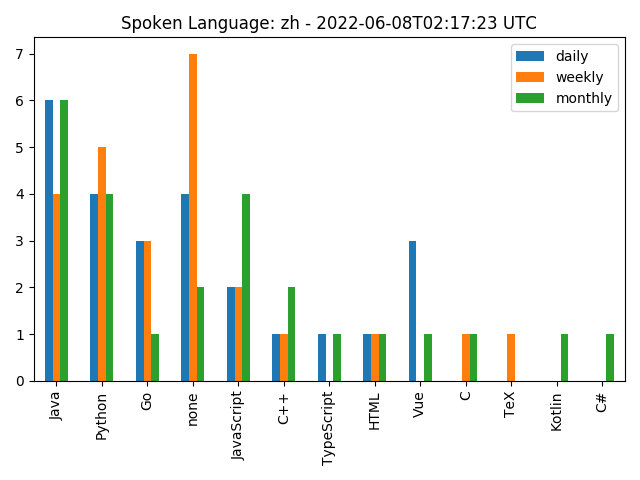 Spoken Language: zh - 2022-06-08T02:17:23 UTC
daily
weekly
monthly
7
6
5
4
3
2
1
0
Java
Python
Go
none
JavaScript
C++
TypeScript
HTML
Vue
C
TeX
Kotlin
C#